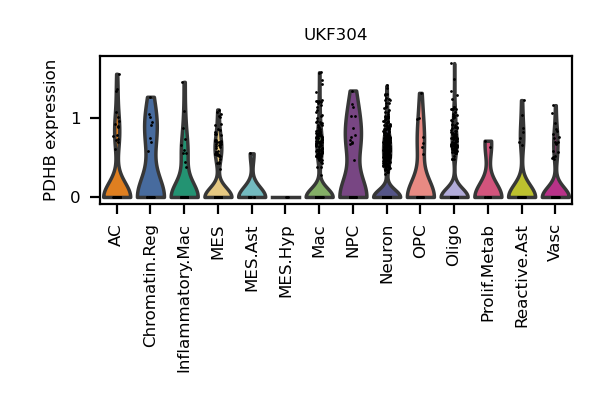 UKF304
PDHB expression
1
0
AC
Chromatin.Reg
Inflammatory.Mac
MES
MES.Ast
MES.Hyp
Mac
NPC
Neuron
OPC
Oligo
Prolif.Metab
Reactive.Ast
Vasc